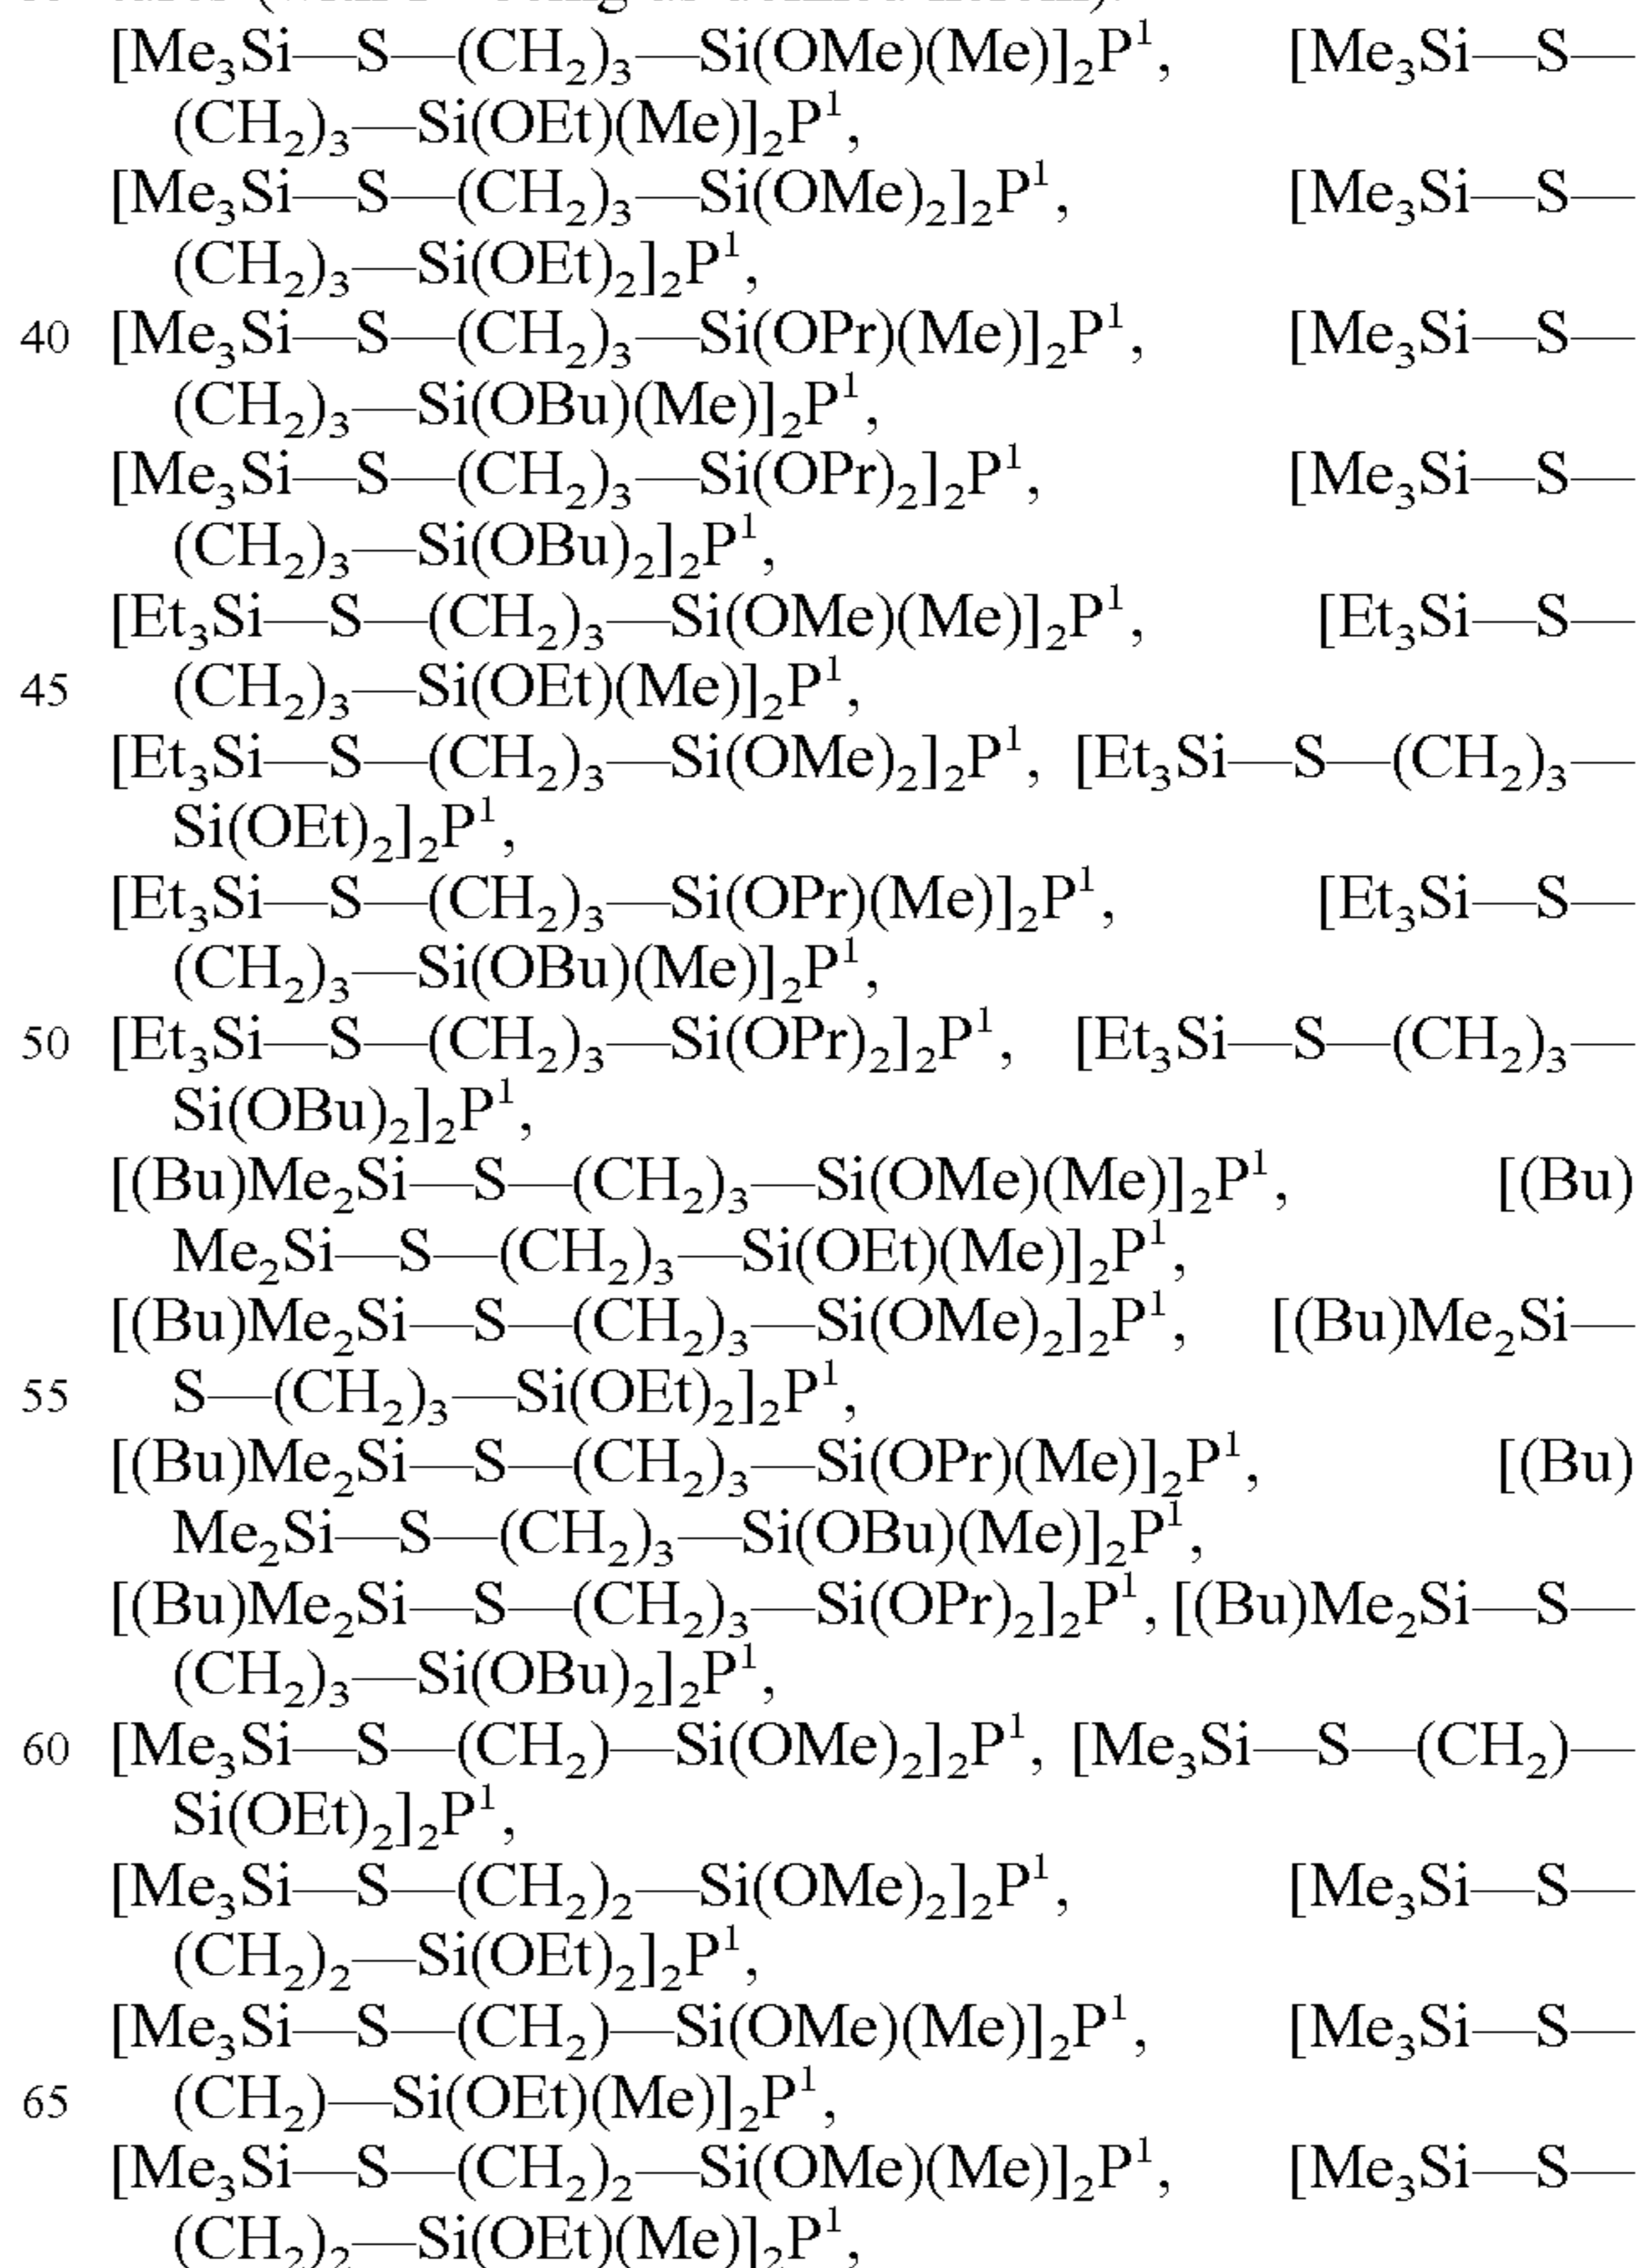 [Me₃Si—S—(CH₂)₃—Si(OMe)(Me)]₂P¹, [Me₃Si—S—
(CH₂)₃—Si(OEt)(Me)]₂P¹,
[Me₃Si—S—(CH₂)₃—Si(OMe)₂]₂P¹, [Me₃Si—S—
(CH₂)₃—Si(OEt)₂]₂P¹,
40 [Me₃Si—S—(CH₂)₃—Si(OPr)(Me)]₂P¹, [Me₃Si—S—
(CH₂)₃—Si(OBu)(Me)]₂P¹,
[Me₃Si—S—(CH₂)₃—Si(OPr)₂]₂P¹, [Me₃Si—S—
(CH₂)₃—Si(OBu)₂]₂P¹,
[Et₃Si—S—(CH₂)₃—Si(OMe)(Me)]₂P¹, [Et₃Si—S—
45 (CH₂)₃—Si(OEt)(Me)]₂P¹,
[Et₃Si—S—(CH₂)₃—Si(OMe)₂]₂P¹, [Et₃Si—S—(CH₂)₃—
Si(OEt)₂]₂P¹,
[Et₃Si—S—(CH₂)₃—Si(OPr)(Me)]₂P¹, [Et₃Si—S—
(CH₂)₃—Si(OBu)(Me)]₂P¹,
50 [Et₃Si—S—(CH₂)₃—Si(OPr)₂]₂P¹, [Et₃Si—S—(CH₂)₃—
Si(OBu)₂]₂P¹,
[(Bu)Me₂Si—S—(CH₂)₃—Si(OMe)(Me)]₂P¹, [(Bu)
Me₂Si—S—(CH₂)₃—Si(OEt)(Me)]₂P¹,
[(Bu)Me₂Si—S—(CH₂)₃—Si(OMe)₂]₂P¹, [(Bu)Me₂Si—
55 S—(CH₂)₃—Si(OEt)₂]₂P¹,
[(Bu)Me₂Si—S—(CH₂)₃—Si(OPr)(Me)]₂P¹, [(Bu)
Me₂Si—S—(CH₂)₃—Si(OBu)(Me)]₂P¹,
[(Bu)Me₂Si—S—(CH₂)₃—Si(OPr)₂]₂P¹, [(Bu)Me₂Si—S—
(CH₂)₃—Si(OBu)₂]₂P¹,
60 [Me₃Si—S—(CH₂)—Si(OMe)₂]₂P¹, [Me₃Si—S—(CH₂)—
Si(OEt)₂]₂P¹,
[Me₃Si—S—(CH₂)₂—Si(OMe)₂]₂P¹, [Me₃Si—S—
(CH₂)₂—Si(OEt)₂]₂P¹,
[Me₃Si—S—(CH₂)—Si(OMe)(Me)]₂P¹, [Me₃Si—S—
65 (CH₂)—Si(OEt)(Me)]₂P¹,
[Me₃Si—S—(CH₂)₂—Si(OMe)(Me)]₂P¹, [Me₃Si—S—
(CH₂)₂—Si(OEt)(Me)]₂P¹,